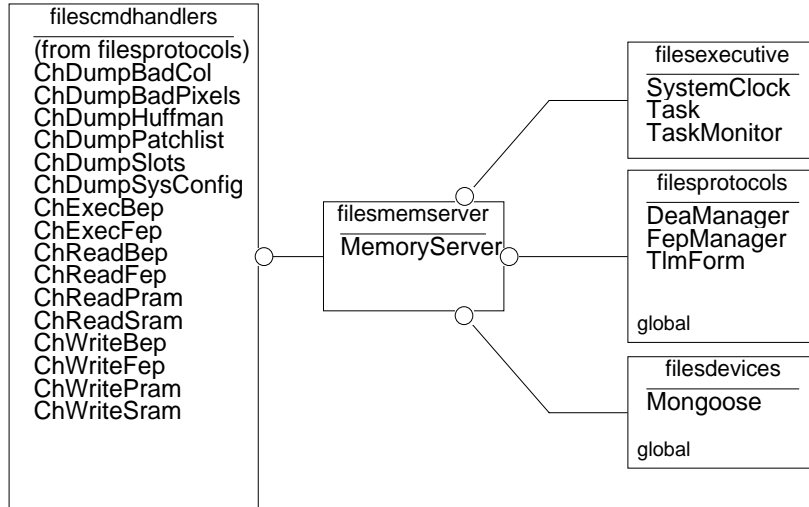 filescmdhandlers
(from filesprotocols)
ChDumpBadCol
ChDumpBadPixels
ChDumpHuffman
ChDumpPatchlist
ChDumpSlots
ChDumpSysConfig
ChExecBep
ChExecFep
ChReadBep
ChReadFep
ChReadPram
ChReadSram
ChWriteBep
ChWriteFep
ChWritePram
ChWriteSram
filesmemserver
MemoryServer
filesexecutive
SystemClock
Task
TaskMonitor
filesprotocols
DeaManager
FepManager
TlmForm
global
filesdevices
Mongoose
global